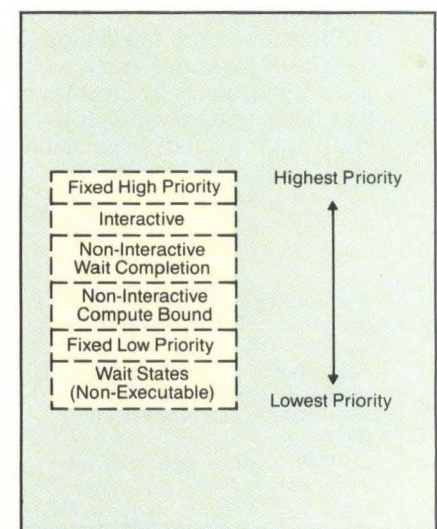 Fixed High Priority
Interactive
Non-Interactive
Wait Completion
Non-Interactive
Compute Bound
Fixed Low Priority
Wait States
(Non-Executable)
Highest Priority
Lowest Priority